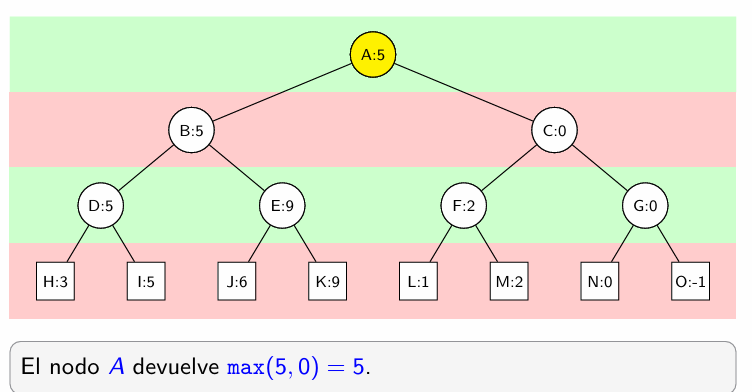 A:5
B:5 C:0
D:5 E:9 F:2 G:0
H:3 I:5 J:6 K:9 L:1 M:2 N:0 O:-1
El nodo A devuelve max(5, 0) = 5.